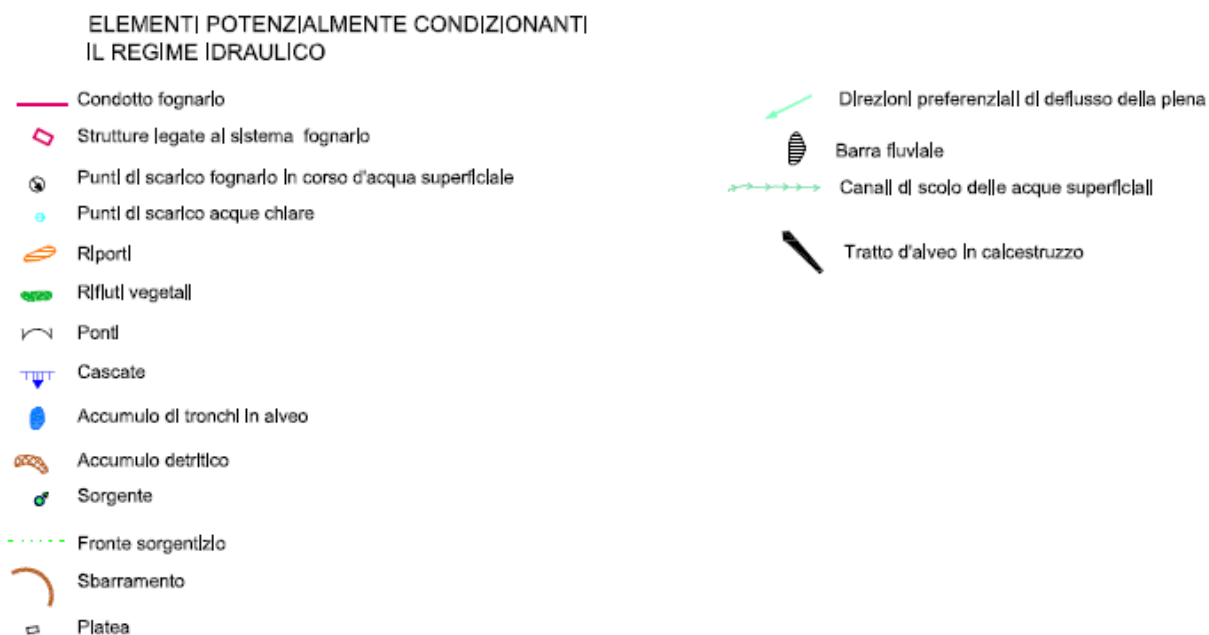 ELEMENTI POTENZIALMENTE CONDIZIONANTI
IL REGIME IDRAULICO
Condotto fognario
Strutture legate al sistema fognario
Punti di scarico fognario in corso d'acqua superficiale
Punti di scarico acque chiare
Riporti
Rifiuti vegetali
Ponti
Cascate
Accumulo di tronchi in alveo
Accumulo detritico
Sorgente
Fronte sorgentizio
Sbarramento
Platea
Direzioni preferenziali di deflusso della piena
Barra fluviale
Canali di scolo delle acque superficiali
Tratto d'alveo in calcestruzzo